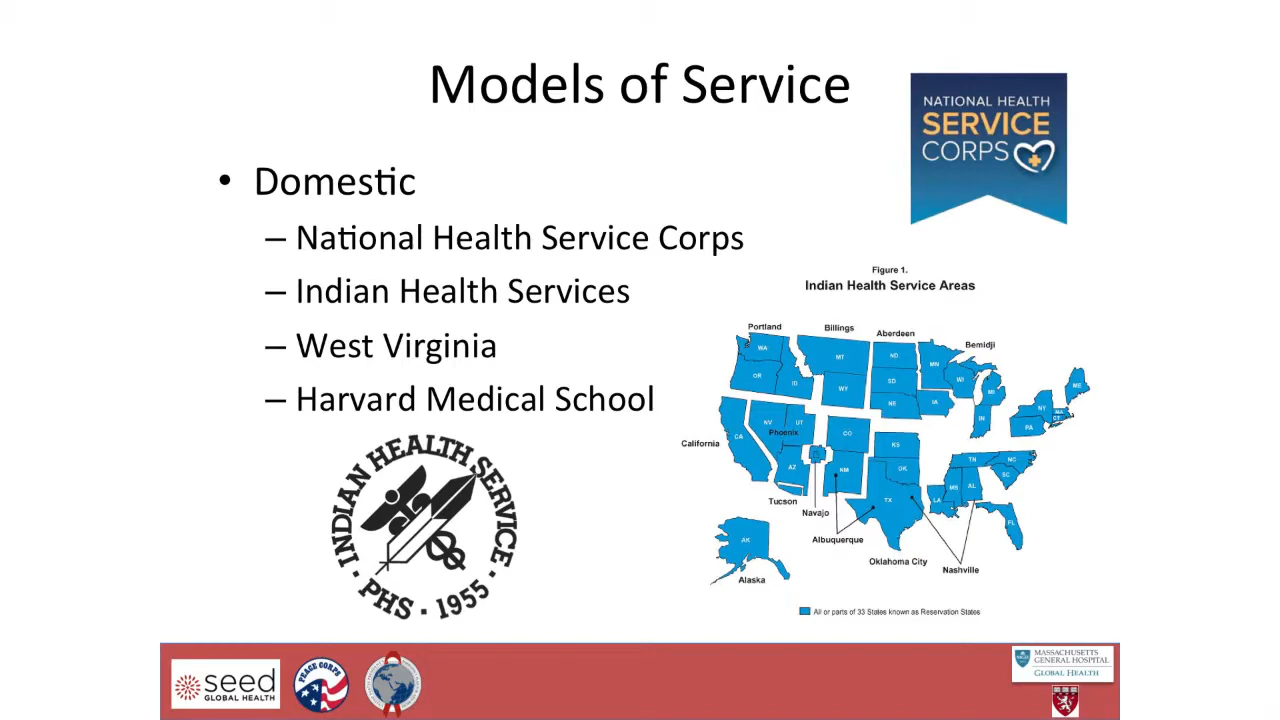 Models of Service
NATIONAL HEALTH
SERVICE
CORPS
• Domestic
– National Health Service Corps
– Indian Health Services
– West Virginia
– Harvard Medical School
Figure 1.
Indian Health Service Areas
Portland
Billings
Aberdeen
Bemidji
WA
MT
ND
MN
OR
ID
WY
SD
WI
MI
ME
NE
IA
NY
MA
CT
IN
PA
NV
UT
Phoenix
CO
California
CA
KS
AZ
NM
OK
TN
NC
SC
MS
AL
TX
LA
FL
Tucson
Navajo
Albuquerque
Oklahoma City
Nashville
AK
Alaska
All or parts of 33 States known as Reservation States
INDIAN HEALTH SERVICE
PHS · 1955
seed
GLOBAL HEALTH
PEACE CORPS
MASSACHUSETTS
GENERAL HOSPITAL
GLOBAL HEALTH